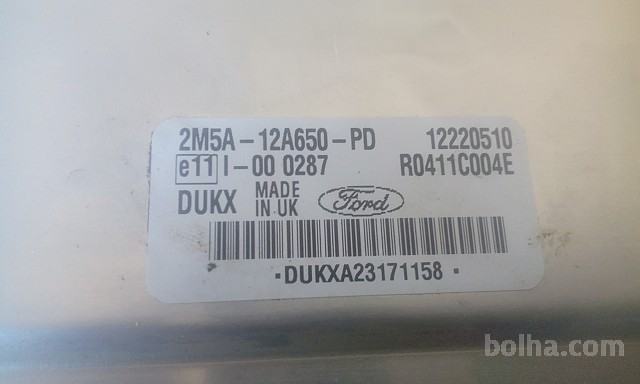 2M5A-12A650-PD 12220510
e11 I-00 0287 R0411C004E
DUKX MADE IN UK Ford
·DUKXA23171158·
bolha.com